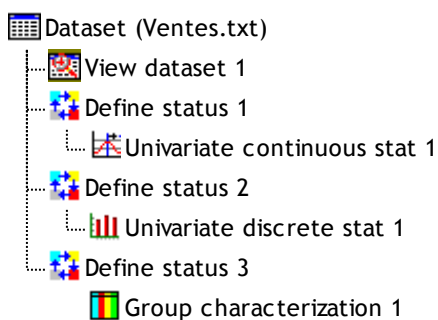 Dataset (Ventes.txt)
View dataset 1
Define status 1
Univariate continuous stat 1
Define status 2
Univariate discrete stat 1
Define status 3
Group characterization 1